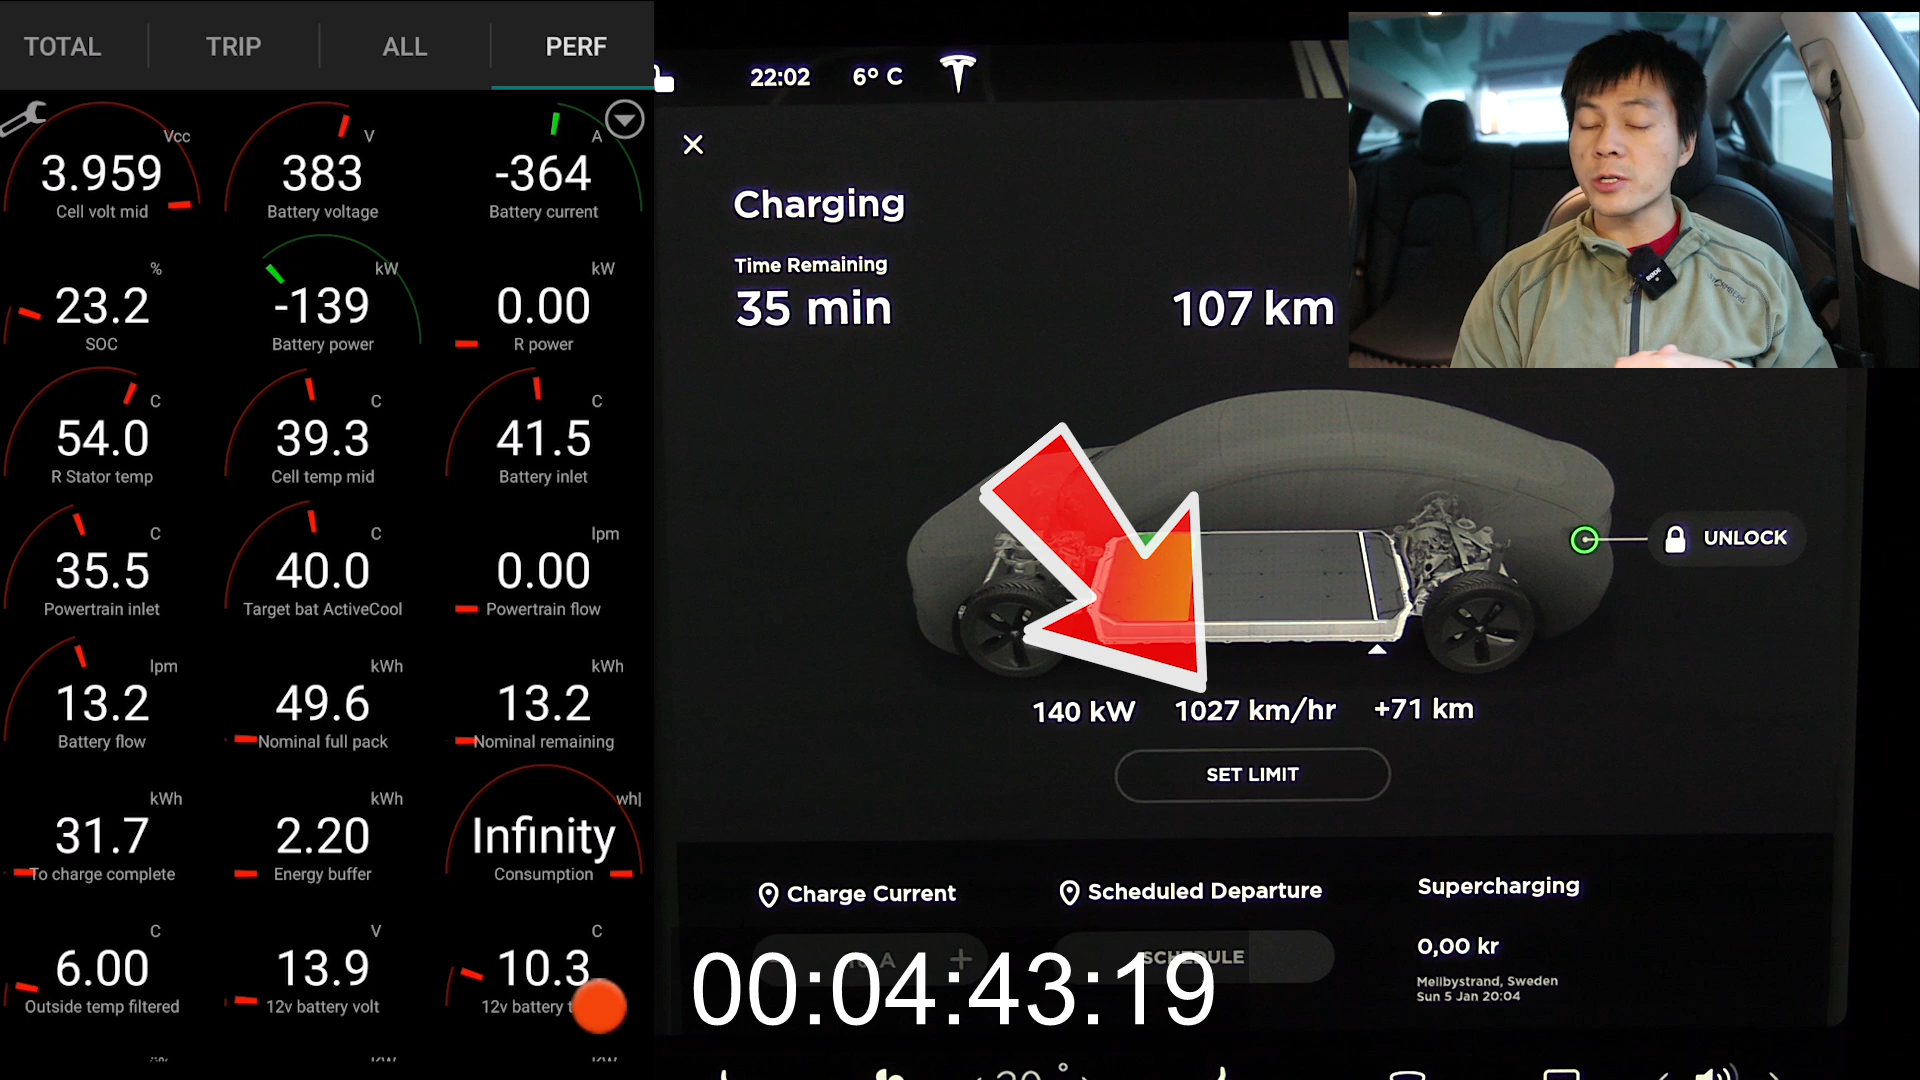 TOTAL TRIP ALL PERF
Vcc V A
3.959 383 -364
Cell volt mid Battery voltage Battery current
% kW kW
23.2 -139 0.00
SOC Battery power R power
C C C
54.0 39.3 41.5
R Stator temp Cell temp mid Battery inlet
C C lpm
35.5 40.0 0.00
Powertrain inlet Target bat ActiveCool Powertrain flow
lpm kWh kWh
13.2 49.6 13.2
Battery flow Nominal full pack Nominal remaining
kWh kWh
31.7 2.20 Infinity
To charge complete Energy buffer Consumption
C V C
6.00 13.9 10.3
Outside temp filtered 12v battery volt 12v battery
22:02 6° C
Charging
Time Remaining
35 min 107 km
UNLOCK
140 kW 1027 km/hr +71 km
SET LIMIT
Charge Current Scheduled Departure Supercharging
SCHEDULE
0,00 kr
Mellbystrand, Sweden
Sun 5 Jan 20:04
00:04:43:19
RØDE